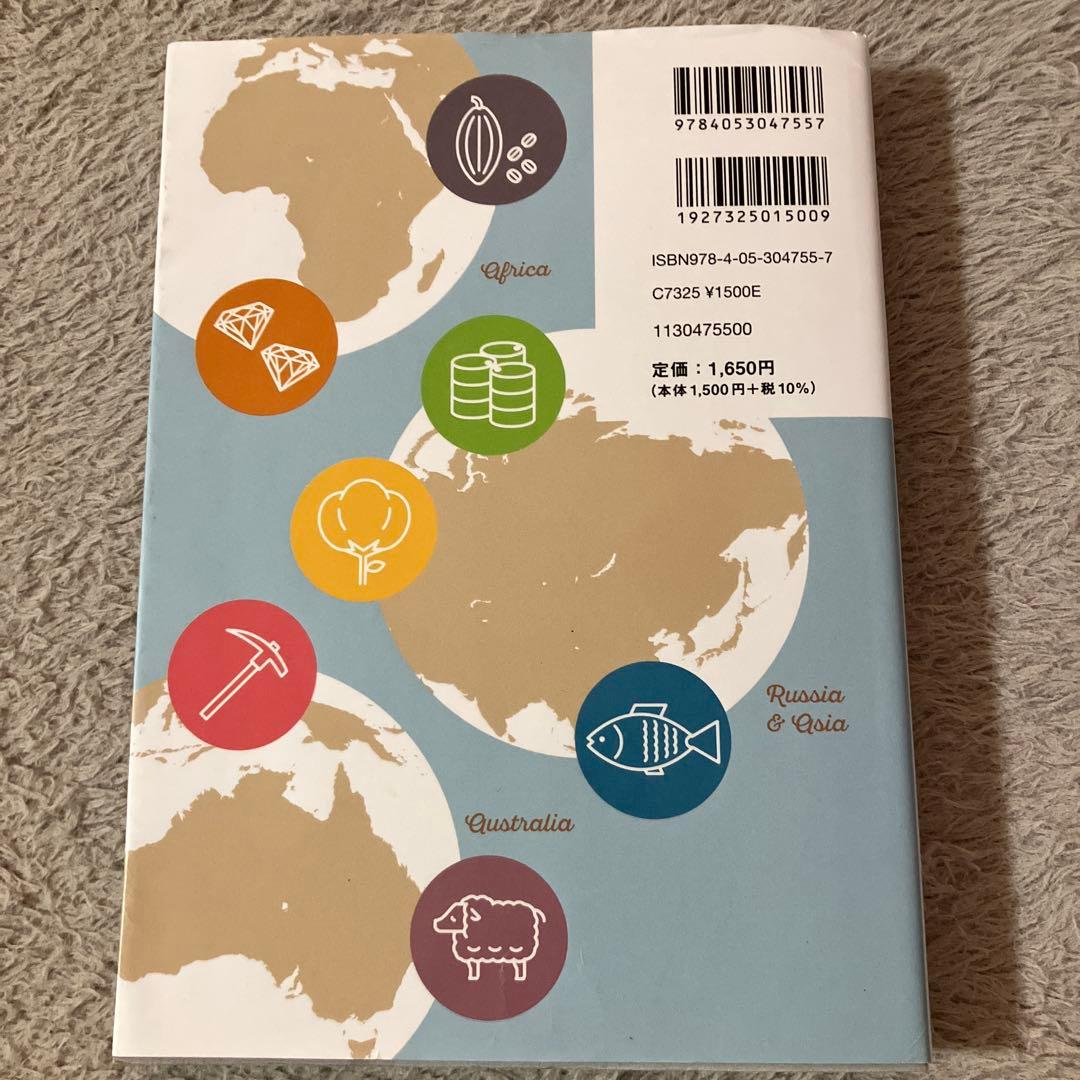 9784053047557
1927325015009
ISBN978-4-05-304755-7
C7325 ¥1500E
1130475500
定価：1,650円
(本体1,500円＋税10%)
Africa
Russia
& Asia
Australia